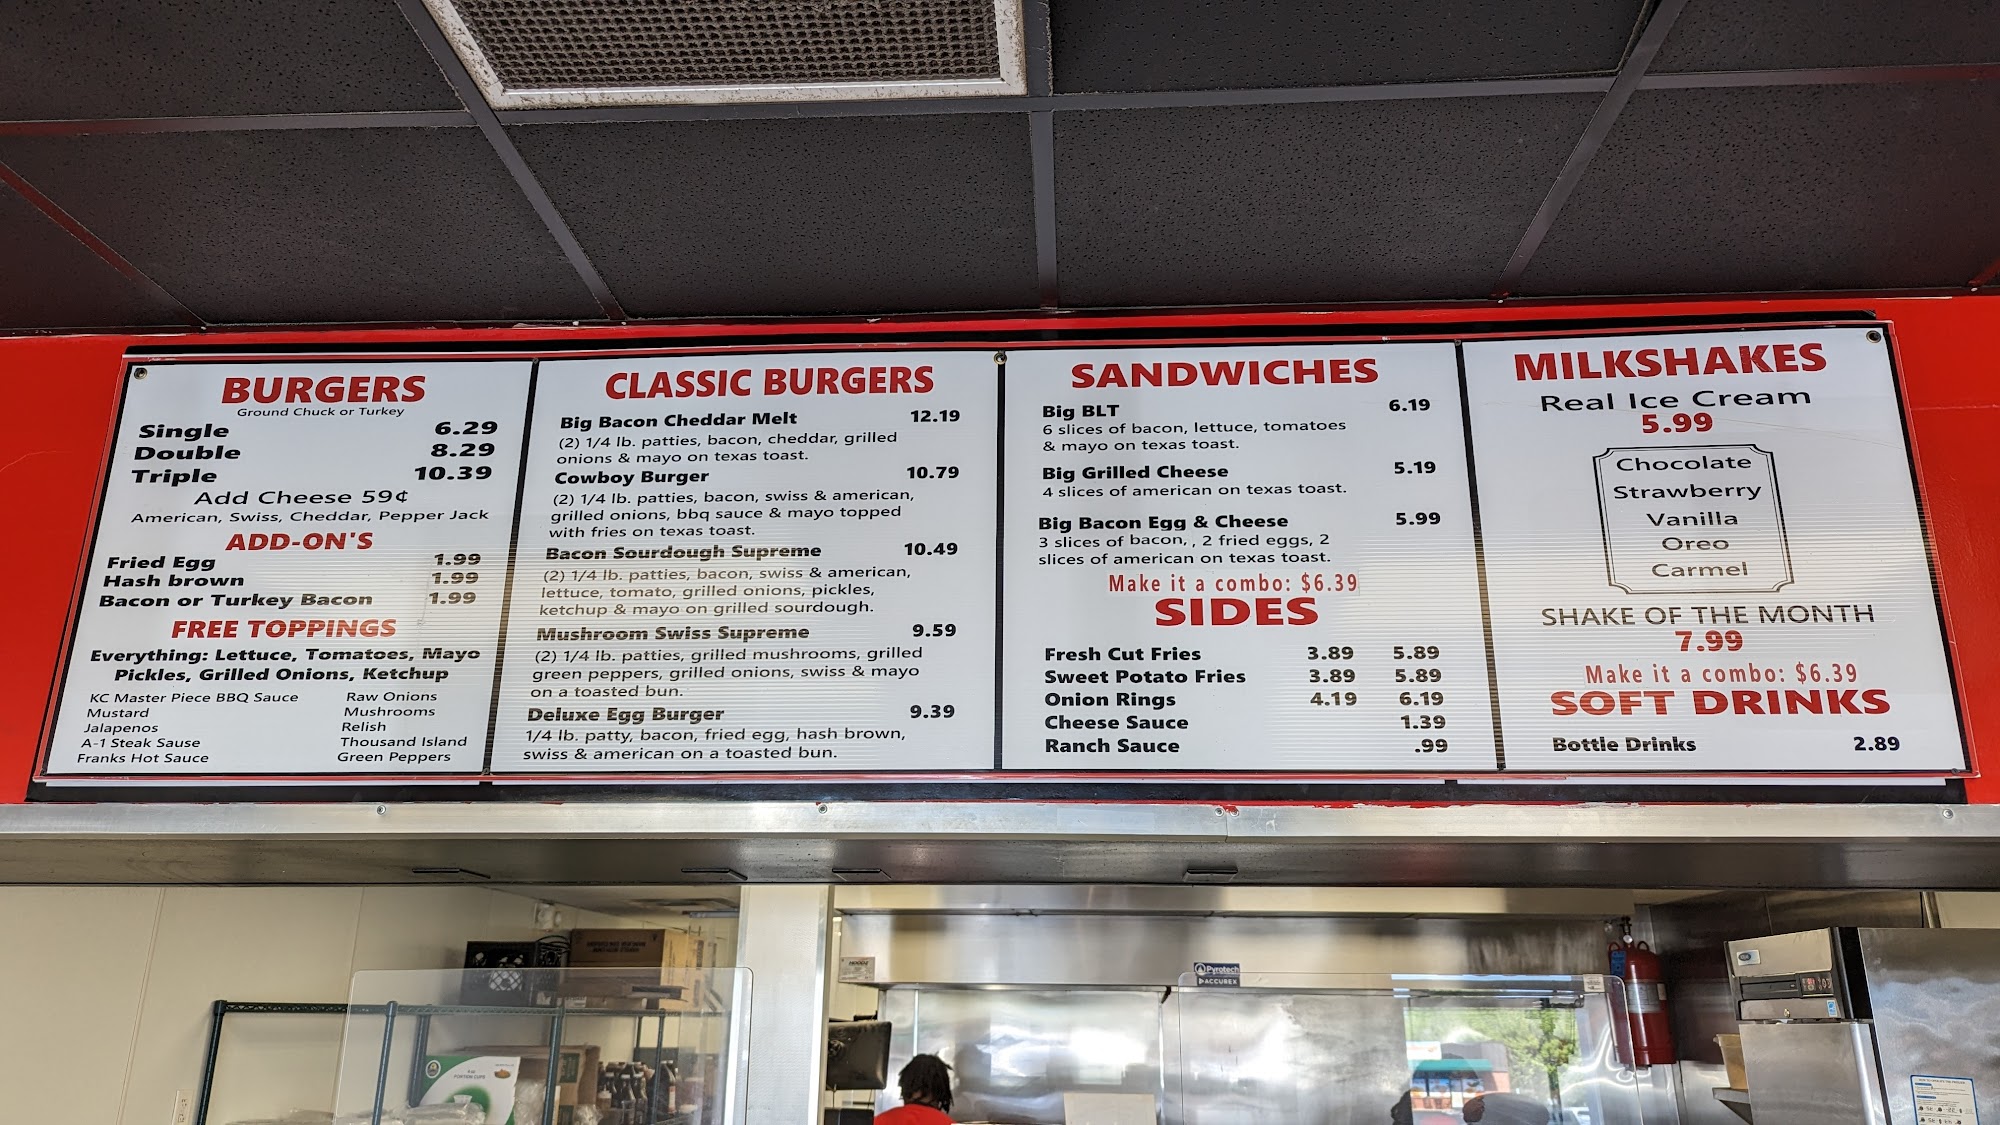 BURGERS
Ground Chuck or Turkey
Single 6.29
Double 8.29
Triple 10.39
Add Cheese 59¢
American, Swiss, Cheddar, Pepper Jack
ADD-ON'S
Fried Egg 1.99
Hash brown 1.99
Bacon or Turkey Bacon 1.99
FREE TOPPINGS
Everything: Lettuce, Tomatoes, Mayo
Pickles, Grilled Onions, Ketchup
KC Master Piece BBQ Sauce Raw Onions
Mustard Mushrooms
Jalapenos Relish
A-1 Steak Sause Thousand Island
Franks Hot Sauce Green Peppers
CLASSIC BURGERS
Big Bacon Cheddar Melt 12.19
(2) 1/4 lb. patties, bacon, cheddar, grilled
onions & mayo on texas toast.
Cowboy Burger 10.79
(2) 1/4 lb. patties, bacon, swiss & american,
grilled onions, bbq sauce & mayo topped
with fries on texas toast.
Bacon Sourdough Supreme 10.49
(2) 1/4 lb. patties, bacon, swiss & american,
lettuce, tomato, grilled onions, pickles,
ketchup & mayo on grilled sourdough.
Mushroom Swiss Supreme 9.59
(2) 1/4 lb. patties, grilled mushrooms, grilled
green peppers, grilled onions, swiss & mayo
on a toasted bun.
Deluxe Egg Burger 9.39
1/4 lb. patty, bacon, fried egg, hash brown,
swiss & american on a toasted bun.
SANDWICHES
Big BLT 6.19
6 slices of bacon, lettuce, tomatoes
& mayo on texas toast.
Big Grilled Cheese 5.19
4 slices of american on texas toast.
Big Bacon Egg & Cheese 5.99
3 slices of bacon, , 2 fried eggs, 2
slices of american on texas toast.
Make it a combo: $6.39
SIDES
Fresh Cut Fries 3.89 5.89
Sweet Potato Fries 3.89 5.89
Onion Rings 4.19 6.19
Cheese Sauce 1.39
Ranch Sauce .99
MILKSHAKES
Real Ice Cream
5.99
Chocolate
Strawberry
Vanilla
Oreo
Carmel
SHAKE OF THE MONTH
7.99
Make it a combo: $6.39
SOFT DRINKS
Bottle Drinks 2.89
Pyrotech
ACCUREX